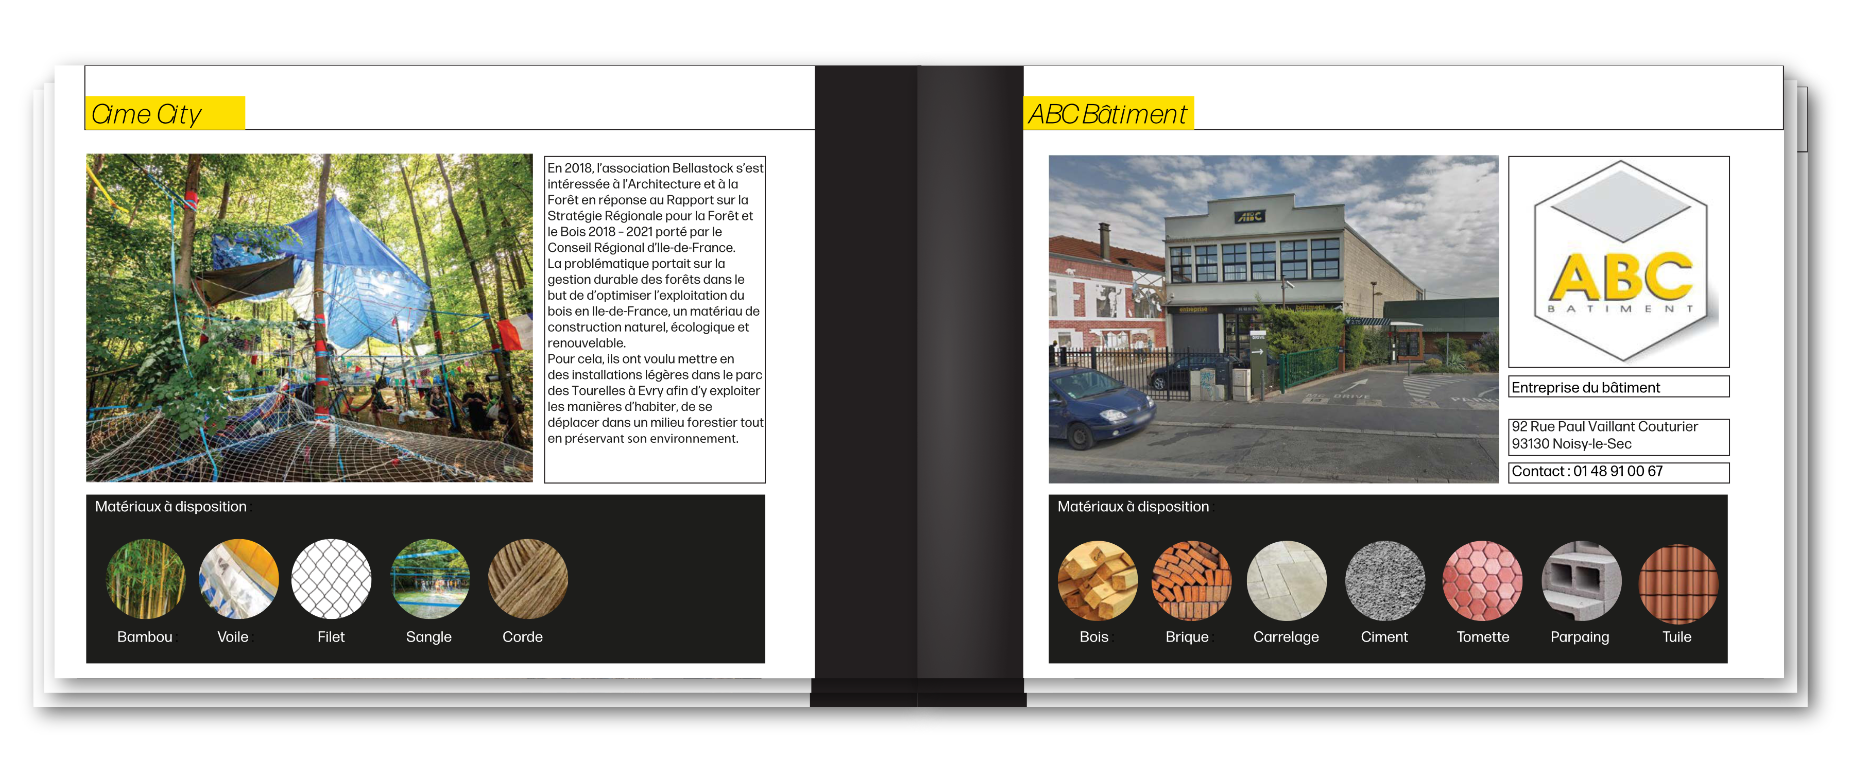 Cime City
En 2018, l'association Bellastock s'est
intéressée à l'Architecture et à la
Forêt en réponse au Rapport sur la
Stratégie Régionale pour la Forêt et
le Bois 2018 – 2021 porté par le
Conseil Régional d'Ile-de-France.
La problématique portait sur la
gestion durable des forêts dans le
but de d'optimiser l'exploitation du
bois en Ile-de-France, un matériau de
construction naturel, écologique et
renouvelable.
Pour cela, ils ont voulu mettre en
des installations légères dans le parc
des Tourelles à Evry afin d'y exploiter
les manières d'habiter, de se
déplacer dans un milieu forestier tout
en préservant son environnement.
Matériaux à disposition
Bambou
Voile
Filet
Sangle
Corde
ABC Bâtiment
ABC
BATIMENT
Entreprise du bâtiment
92 Rue Paul Vaillant Couturier
93130 Noisy-le-Sec
Contact : 01 48 91 00 67
Matériaux à disposition
Bois
Brique
Carrelage
Ciment
Tomette
Parpaing
Tuile